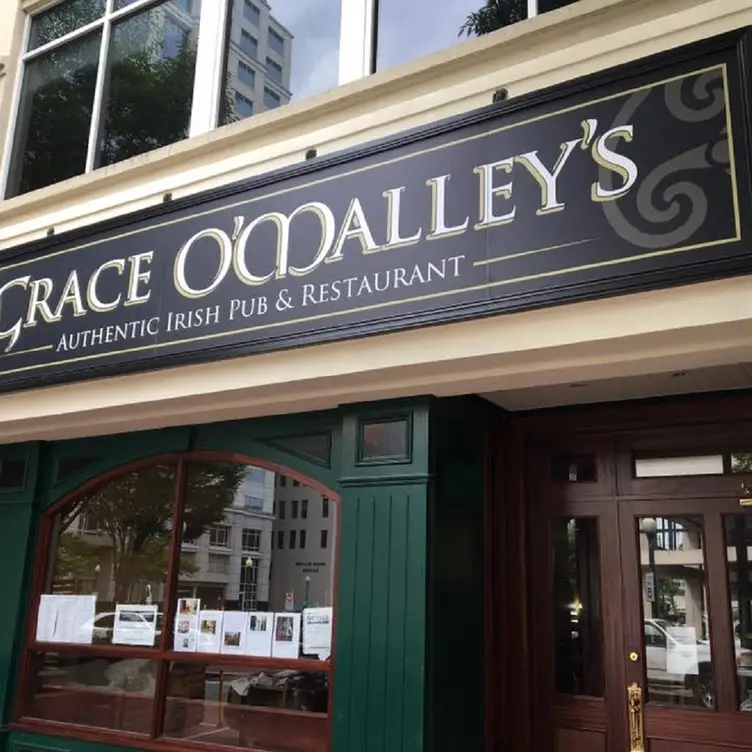 GRACE O'MALLEY'S
AUTHENTIC IRISH PUB & RESTAURANT